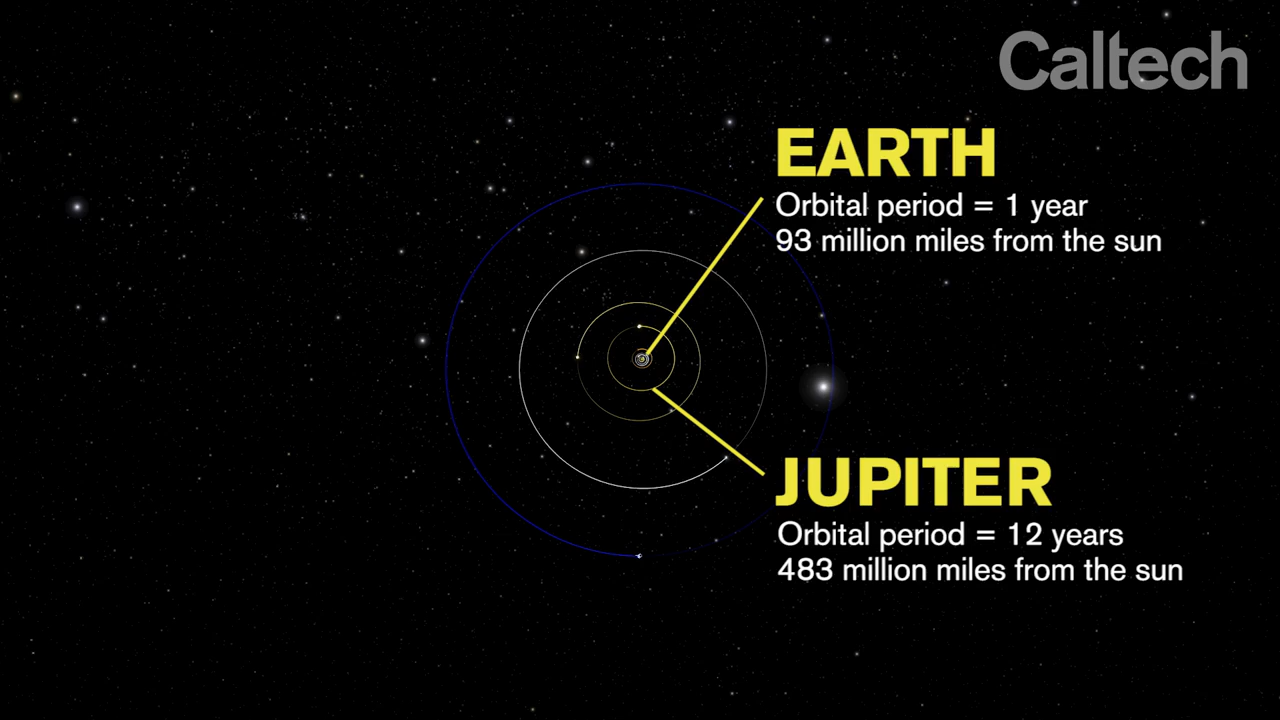 Caltech
EARTH
Orbital period = 1 year
93 million miles from the sun
JUPITER
Orbital period = 12 years
483 million miles from the sun